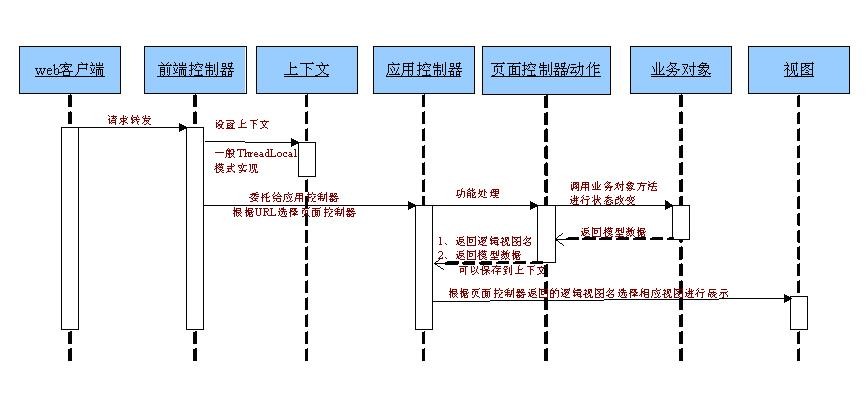 web客户端
前端控制器
上下文
应用控制器
页面控制器/动作
业务对象
视图
请求转发
设置上下文
一般ThreadLocal
模式实现
委托给应用控制器
根据URL选择页面控制器
功能处理
调用业务对象方法
进行状态改变
返回模型数据
1、返回逻辑视图名
2、返回模型数据
可以保存到上下文
根据页面控制器返回的逻辑视图名选择相应视图进行展示